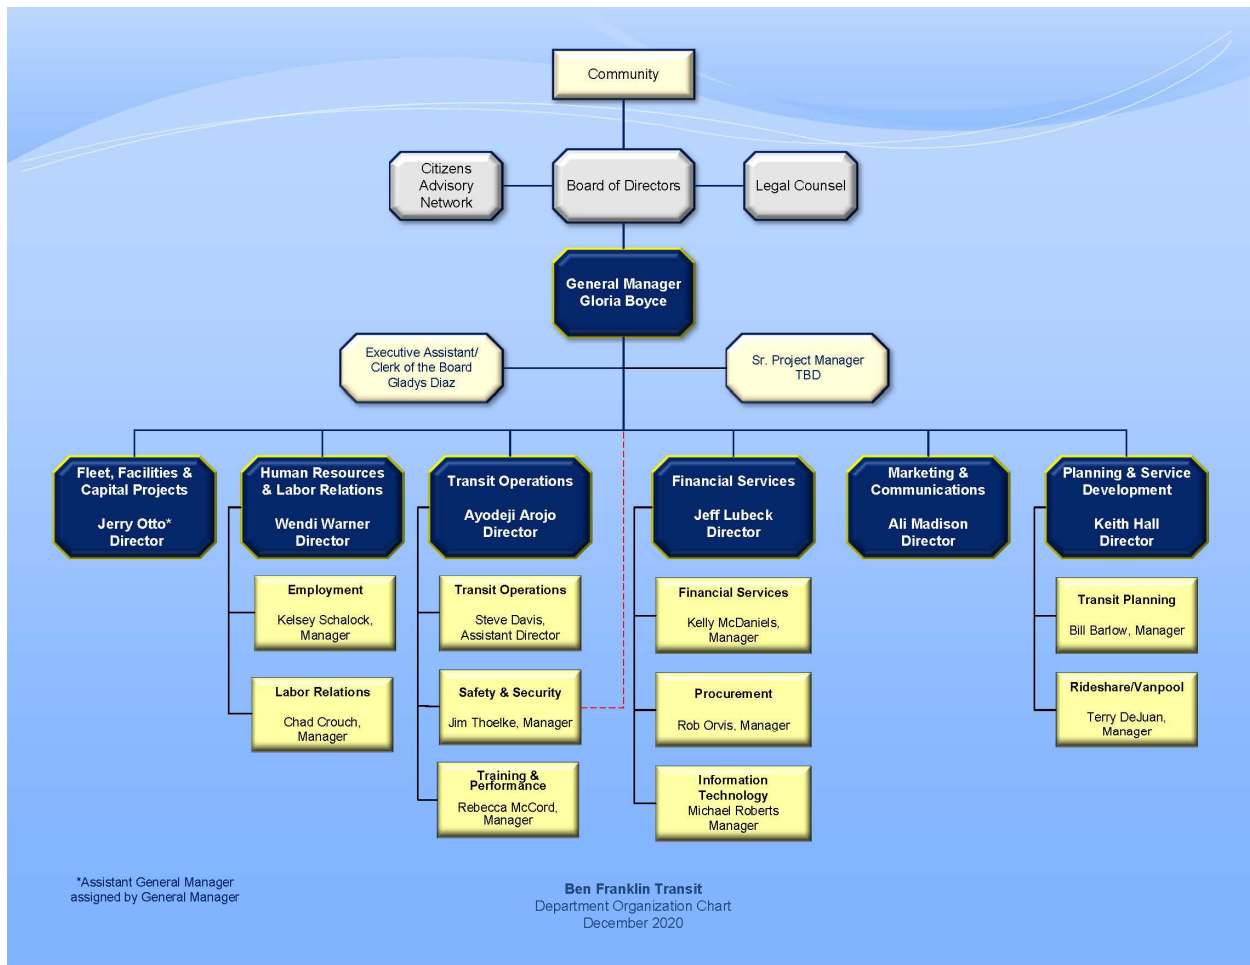 Community
Citizens
Advisory
Network
Board of Directors
Legal Counsel
General Manager
Gloria Boyce
Executive Assistant/
Clerk of the Board
Gladys Diaz
Sr. Project Manager
TBD
Fleet, Facilities &
Capital Projects
Jerry Otto*
Director
Human Resources
& Labor Relations
Wendi Warner
Director
Transit Operations
Ayodeji Arojo
Director
Financial Services
Jeff Lubeck
Director
Marketing &
Communications
Ali Madison
Director
Planning & Service
Development
Keith Hall
Director
Employment
Kelsey Schalock,
Manager
Labor Relations
Chad Crouch,
Manager
Transit Operations
Steve Davis,
Assistant Director
Safety & Security
Jim Thoelke, Manager
Training &
Performance
Rebecca McCord,
Manager
Financial Services
Kelly McDaniels,
Manager
Procurement
Rob Orvis, Manager
Information
Technology
Michael Roberts
Manager
Transit Planning
Bill Barlow, Manager
Rideshare/Vanpool
Terry DeJuan,
Manager
*Assistant General Manager
assigned by General Manager
Ben Franklin Transit
Department Organization Chart
December 2020